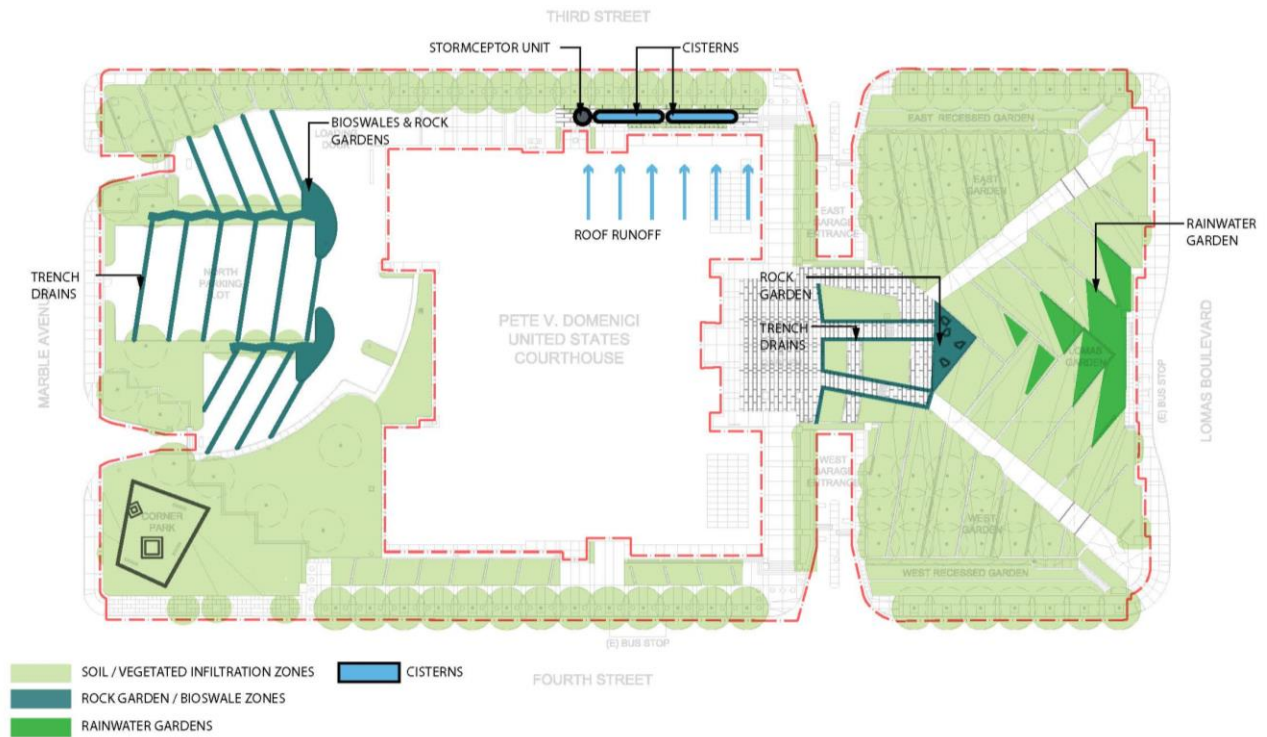 THIRD STREET
STORMCEPTOR UNIT
CISTERNS
BIOSWALES & ROCK
GARDENS
LOADING
DOCK
EAST RECESSED GARDEN
EAST
GARDEN
EAST
GARAGE
ENTRANCE
ROOF RUNOFF
RAINWATER
GARDEN
TRENCH
DRAINS
NORTH
PARKING
LOT
ROCK
GARDEN
TRENCH
DRAINS
PETE V. DOMENICI
UNITED STATES
COURTHOUSE
MARBLE AVENUE
LOMAS
GARDEN
(E) BUS STOP
LOMAS BOULEVARD
WEST
GARAGE
ENTRANCE
CORNER
PARK
WEST
GARDEN
WEST RECESSED GARDEN
(E) BUS STOP
FOURTH STREET
SOIL / VEGETATED INFILTRATION ZONES
CISTERNS
ROCK GARDEN / BIOSWALE ZONES
RAINWATER GARDENS